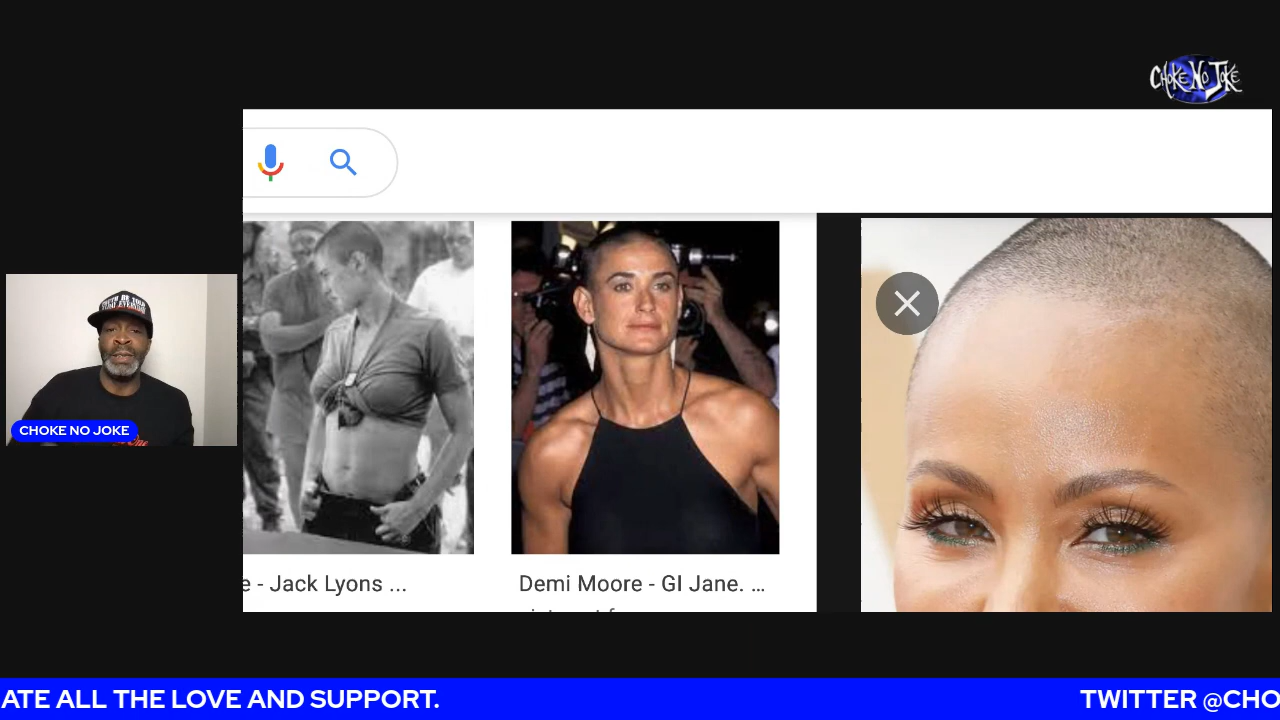 CHOKE NO JOKE
CHOKE NO JOKE
e - Jack Lyons ...
Demi Moore - GI Jane. ...
ATE ALL THE LOVE AND SUPPORT.
TWITTER @CHO